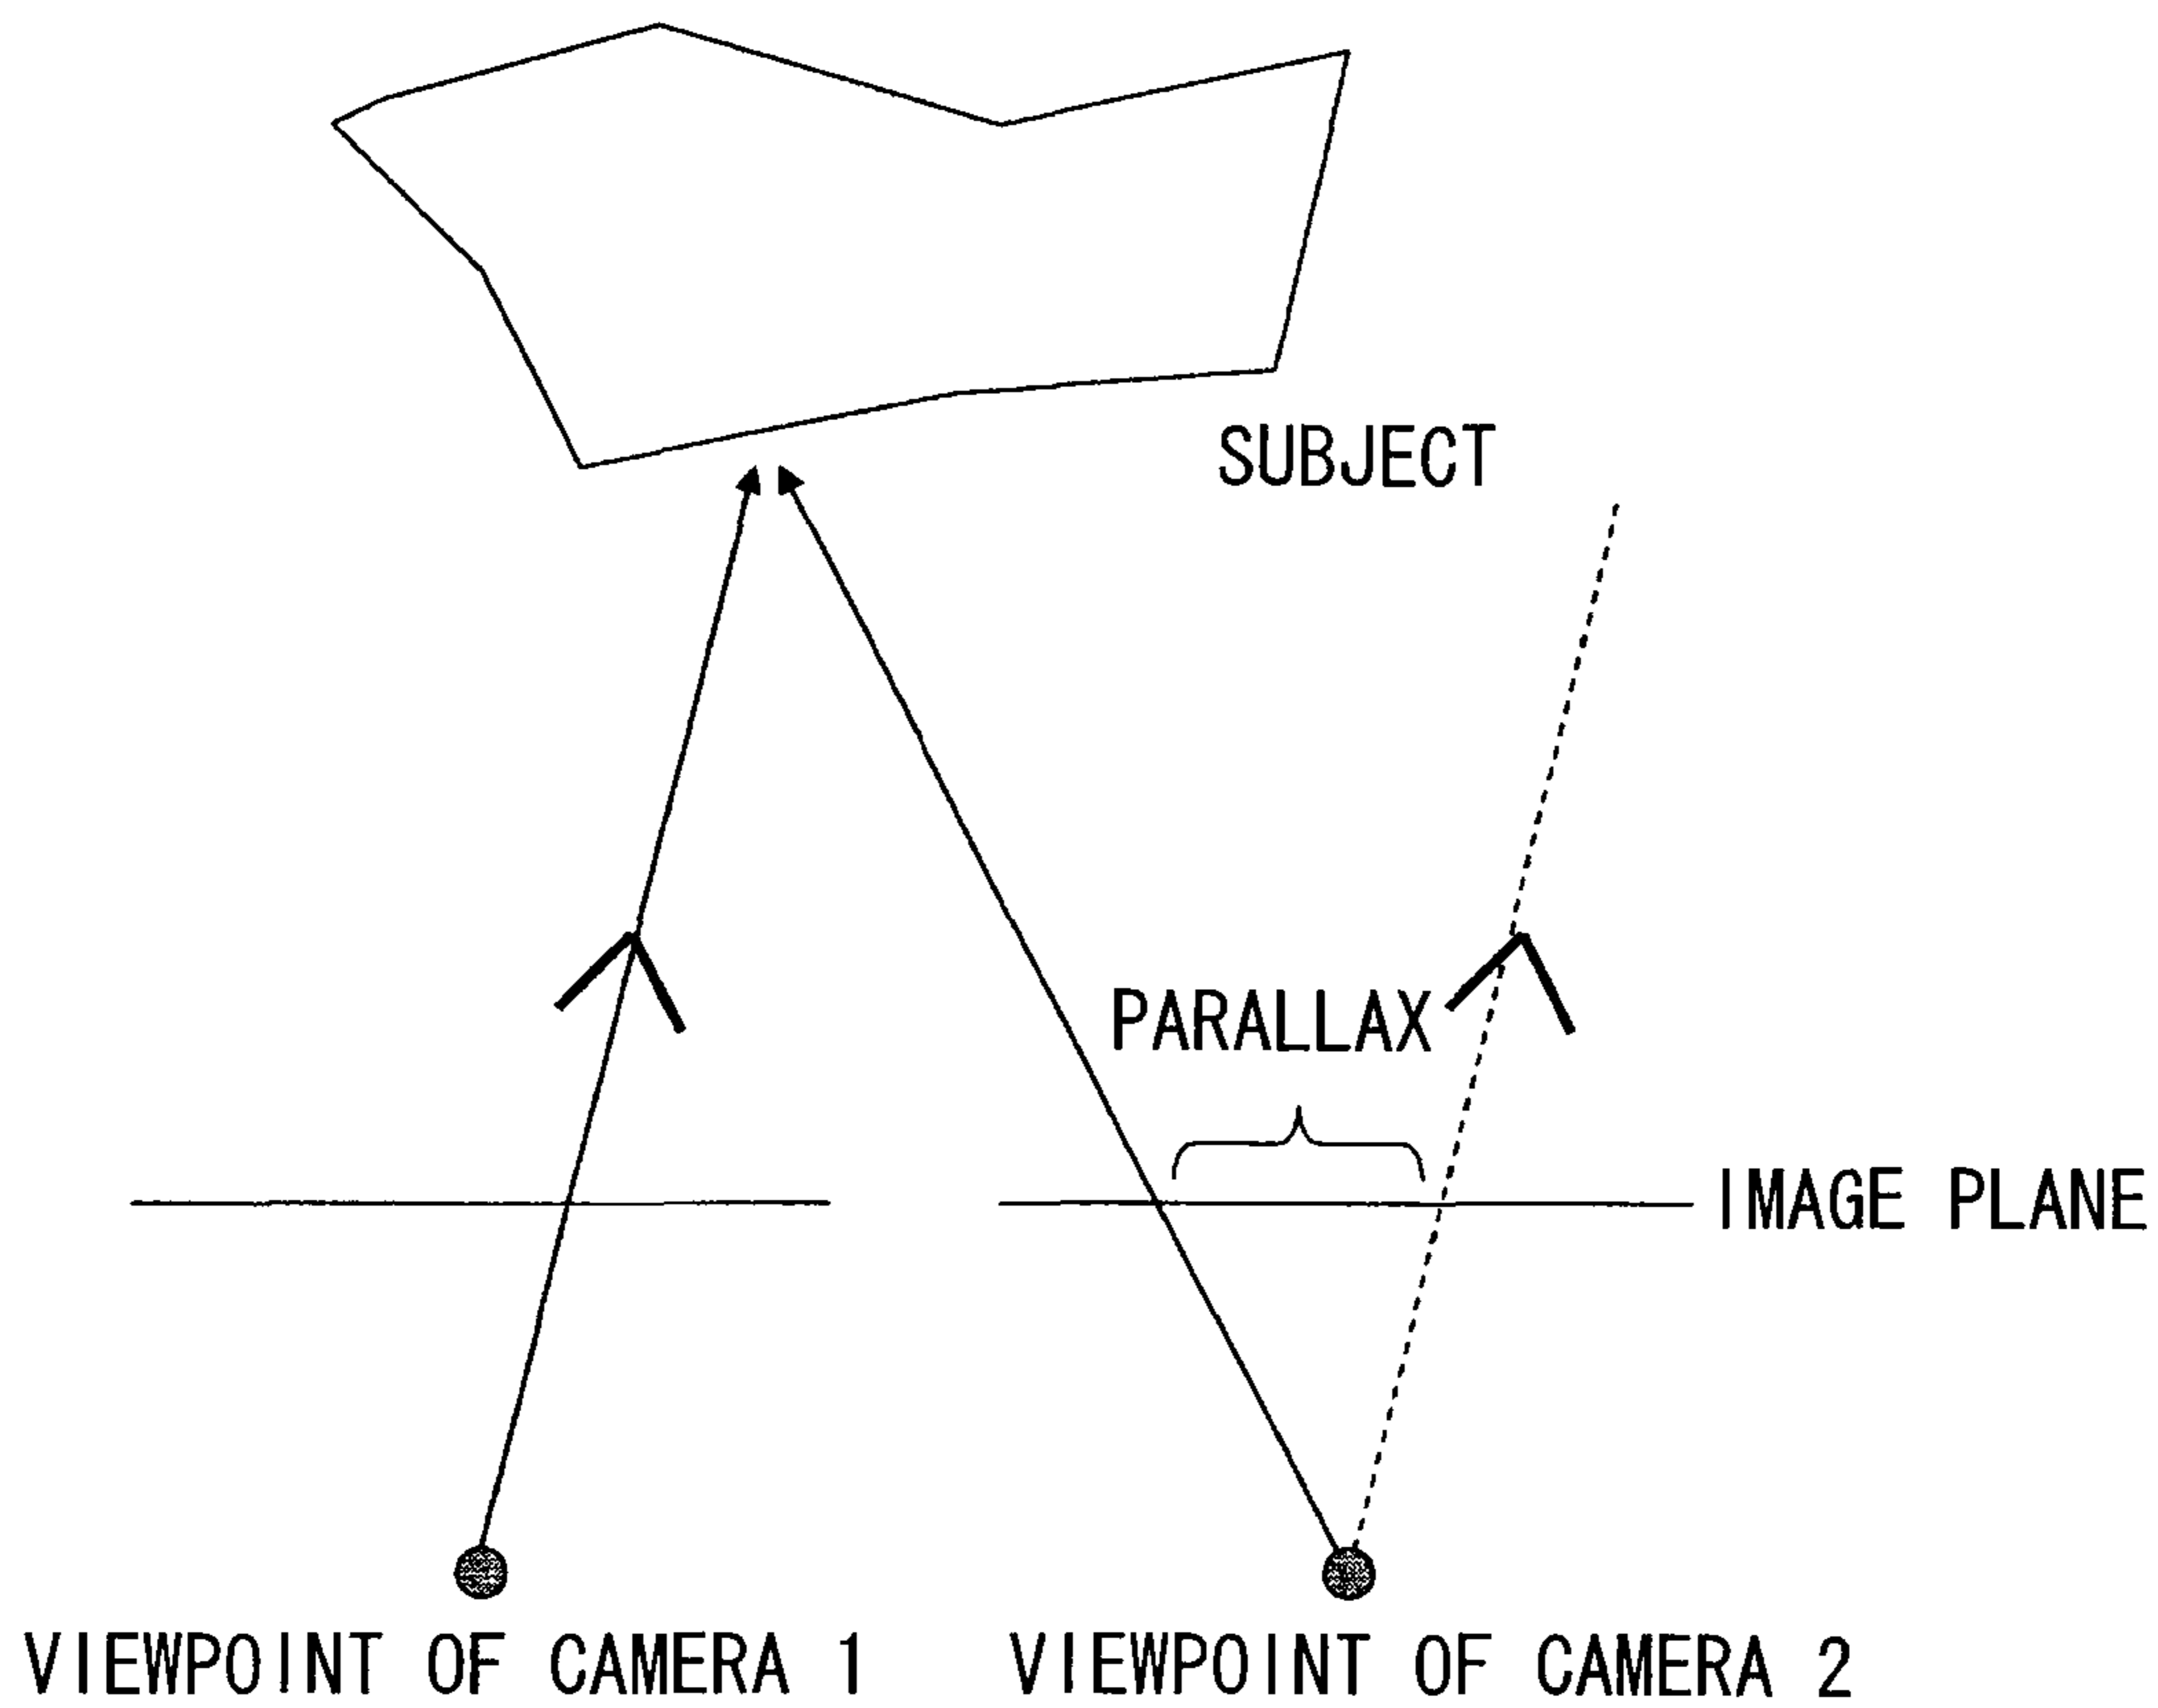 SUBJECT
PARALLAX
IMAGE PLANE
VIEWPOINT OF CAMERA 1
VIEWPOINT OF CAMERA 2